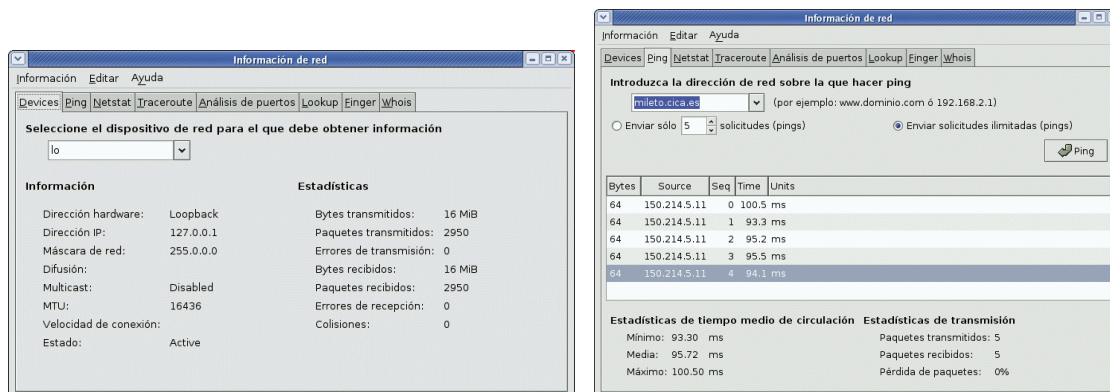 Información de red
Información Editar Ayuda
Devices Ping Netstat Traceroute Análisis de puertos Lookup Finger Whois
Seleccione el dispositivo de red para el que debe obtener información
lo
Información
Dirección hardware: Loopback
Dirección IP: 127.0.0.1
Máscara de red: 255.0.0.0
Difusión:
Multicast: Disabled
MTU: 16436
Velocidad de conexión:
Estado: Active
Estadísticas
Bytes transmitidos: 16 MiB
Paquetes transmitidos: 2950
Errores de transmisión: 0
Bytes recibidos: 16 MiB
Paquetes recibidos: 2950
Errores de recepción: 0
Colisiones: 0
Información de red
Información Editar Ayuda
Devices Ping Netstat Traceroute Análisis de puertos Lookup Finger Whois
Introduzca la dirección de red sobre la que hacer ping
mileto.cica.es (por ejemplo: www.dominio.com ó 192.168.2.1)
Enviar sólo 5 solicitudes (pings) Enviar solicitudes ilimitadas (pings)
Ping
Bytes Source Seq Time Units
64 150.214.5.11 0 100.5 ms
64 150.214.5.11 1 93.3 ms
64 150.214.5.11 2 95.2 ms
64 150.214.5.11 3 95.5 ms
64 150.214.5.11 4 94.1 ms
Estadísticas de tiempo medio de circulación
Mínimo: 93.30 ms
Media: 95.72 ms
Máximo: 100.50 ms
Estadísticas de transmisión
Paquetes transmitidos: 5
Paquetes recibidos: 5
Pérdida de paquetes: 0%